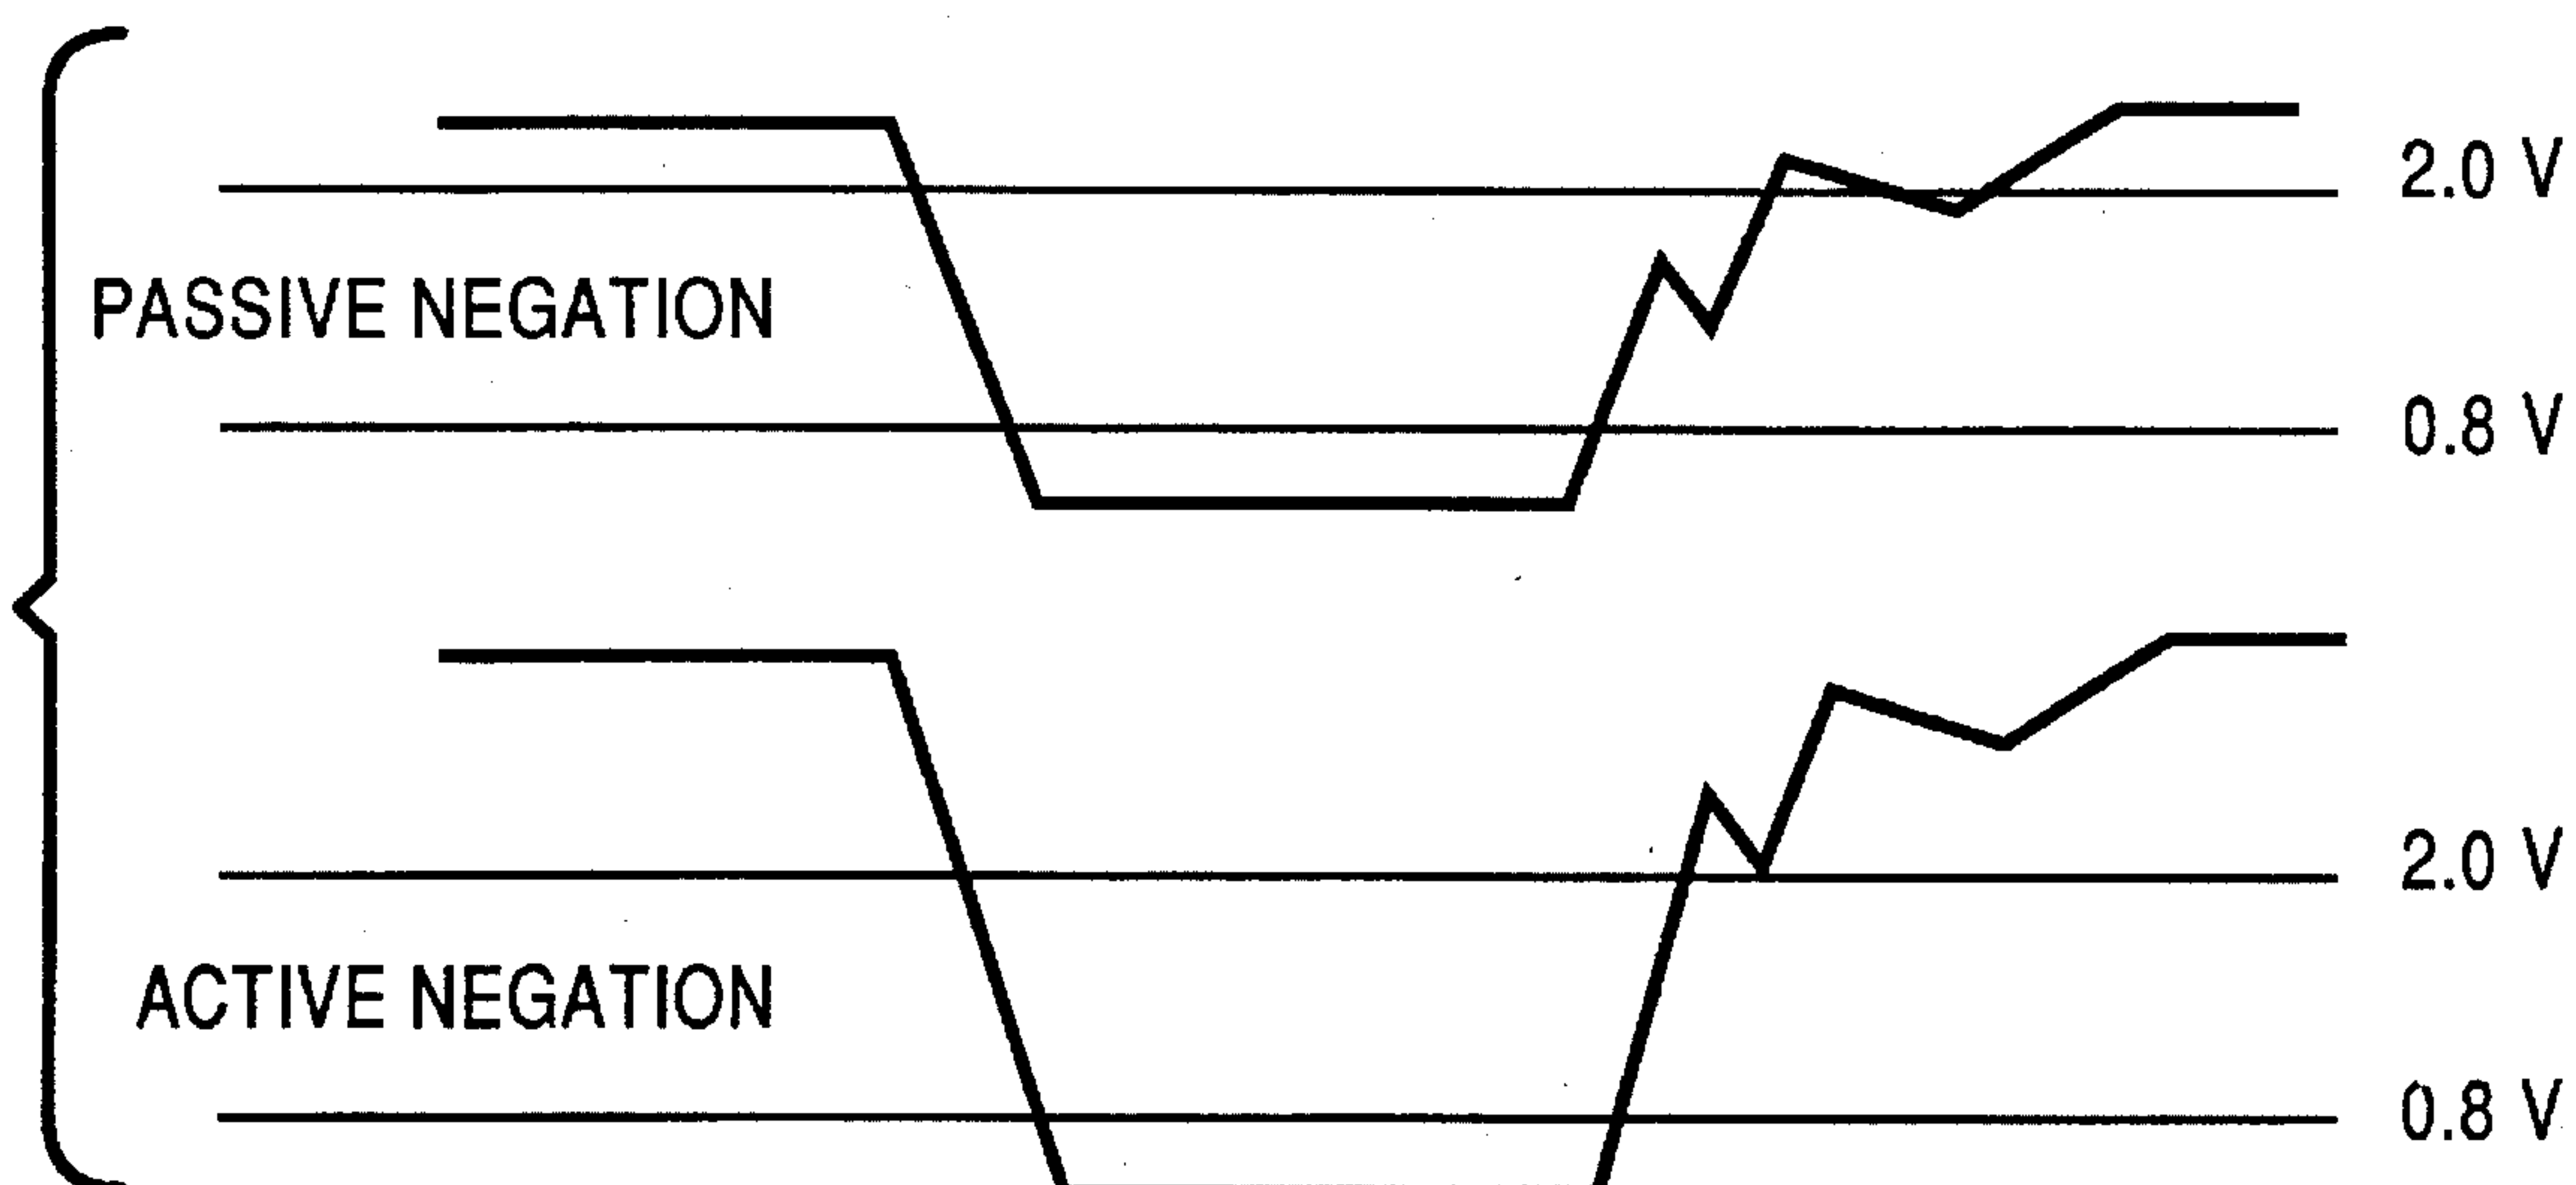 2.0 V
PASSIVE NEGATION
0.8 V
2.0 V
ACTIVE NEGATION
0.8 V